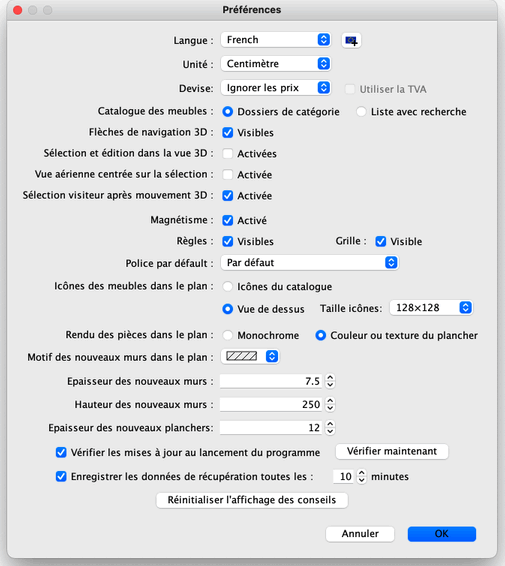 Préférences
Langue : French
Unité : Centimètre
Devise: Ignorer les prix Utiliser la TVA
Catalogue des meubles : Dossiers de catégorie Liste avec recherche
Flèches de navigation 3D : Visibles
Sélection et édition dans la vue 3D : Activées
Vue aérienne centrée sur la sélection : Activée
Sélection visiteur après mouvement 3D : Activée
Magnétisme : Activé
Règles : Visibles Grille : Visible
Police par défault : Par défaut
Icônes des meubles dans le plan : Icônes du catalogue
Vue de dessus Taille icônes: 128×128
Rendu des pièces dans le plan : Monochrome Couleur ou texture du plancher
Motif des nouveaux murs dans le plan :
Epaisseur des nouveaux murs : 7.5
Hauteur des nouveaux murs : 250
Epaisseur des nouveaux planchers: 12
Vérifier les mises à jour au lancement du programme Vérifier maintenant
Enregistrer les données de récupération toutes les : 10 minutes
Réinitialiser l'affichage des conseils
Annuler OK